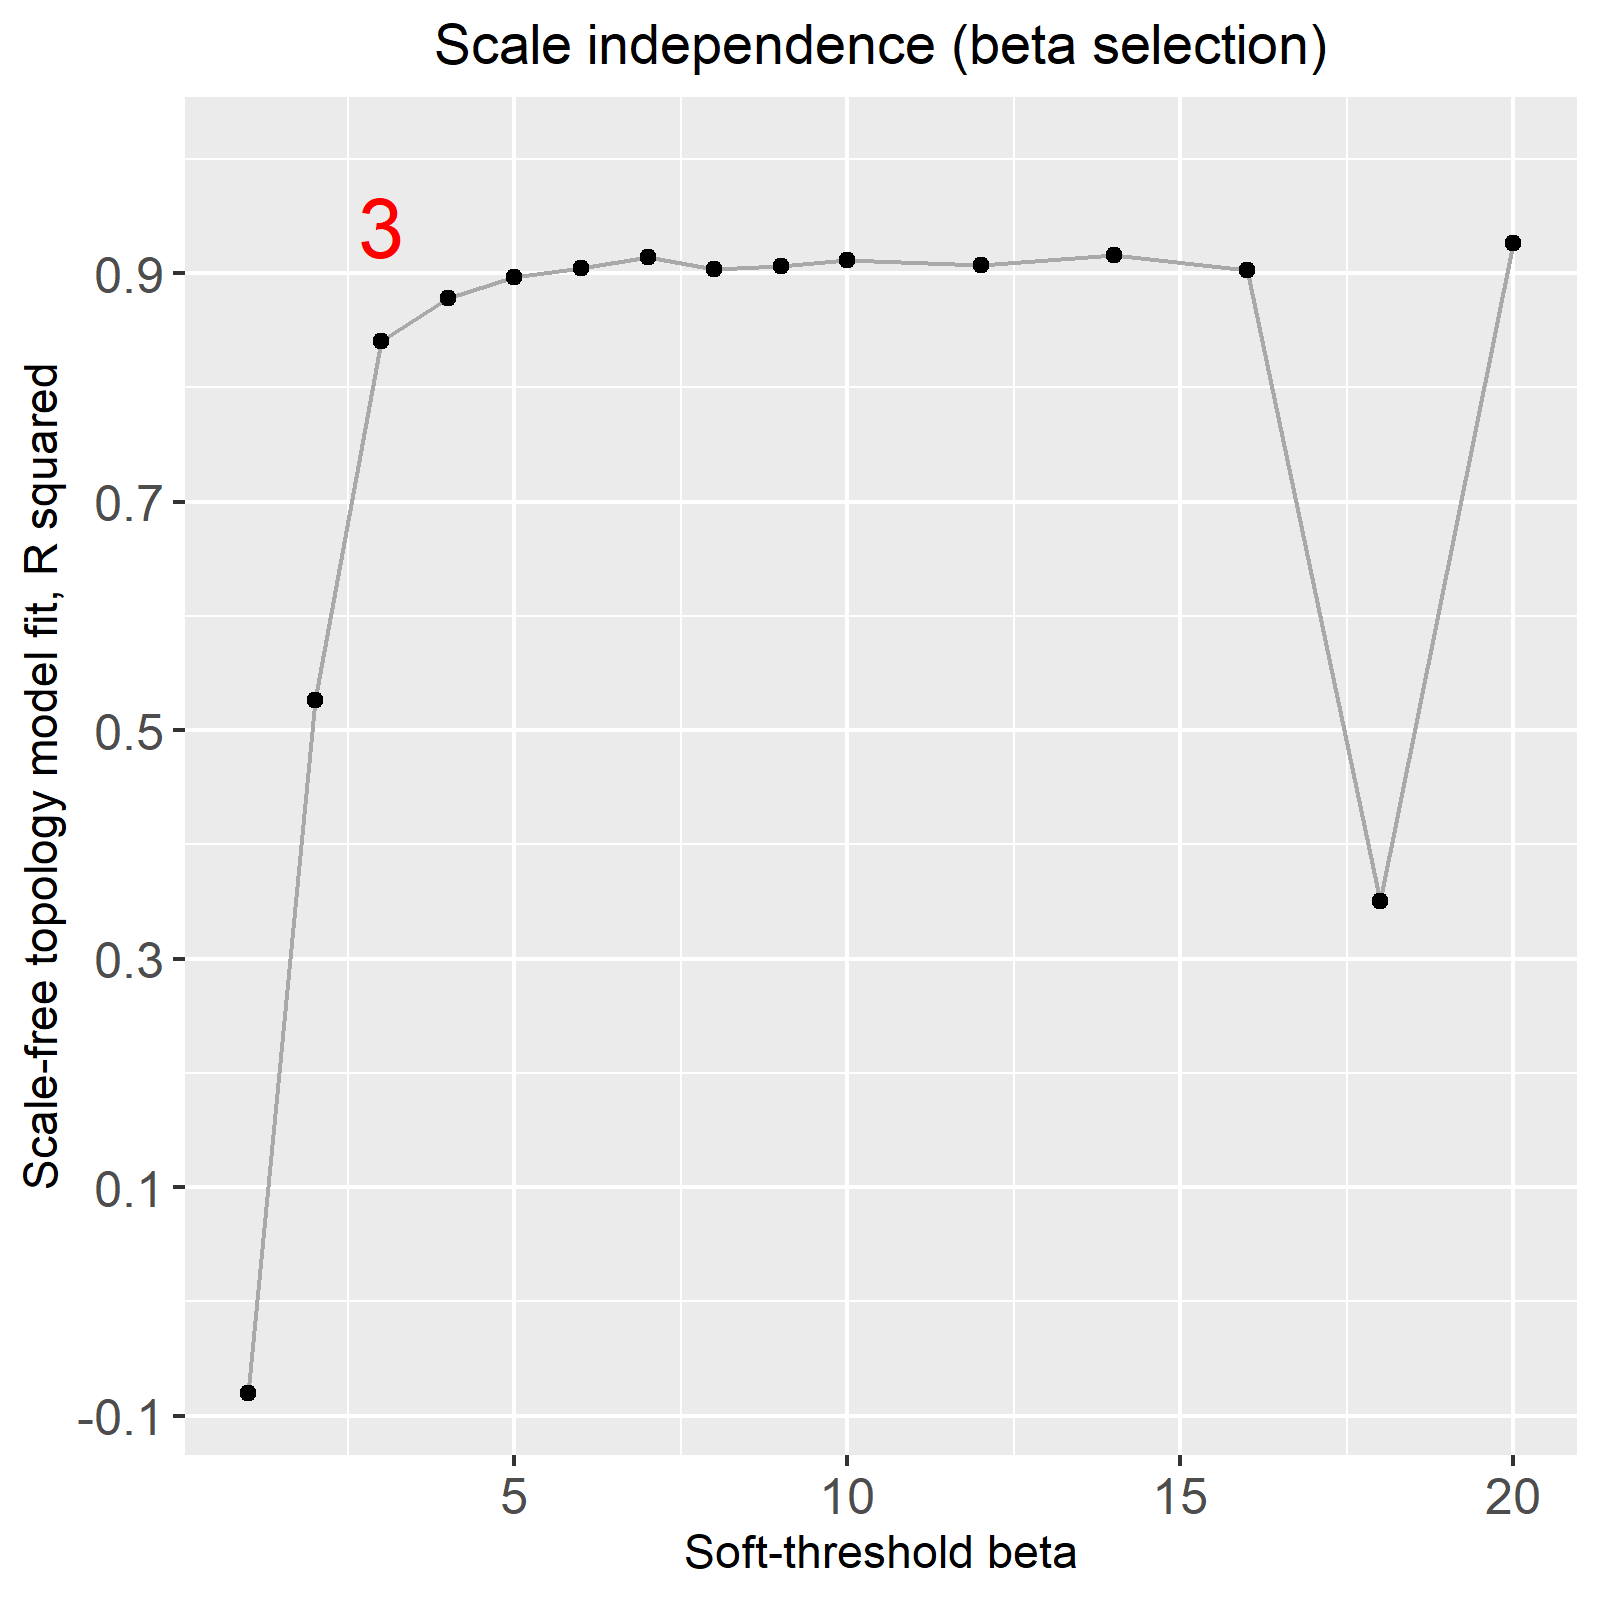 Scale independence (beta selection)
3
0.9
0.7
0.5
0.3
0.1
-0.1
Scale-free topology model fit, R squared
5 10 15 20
Soft-threshold beta